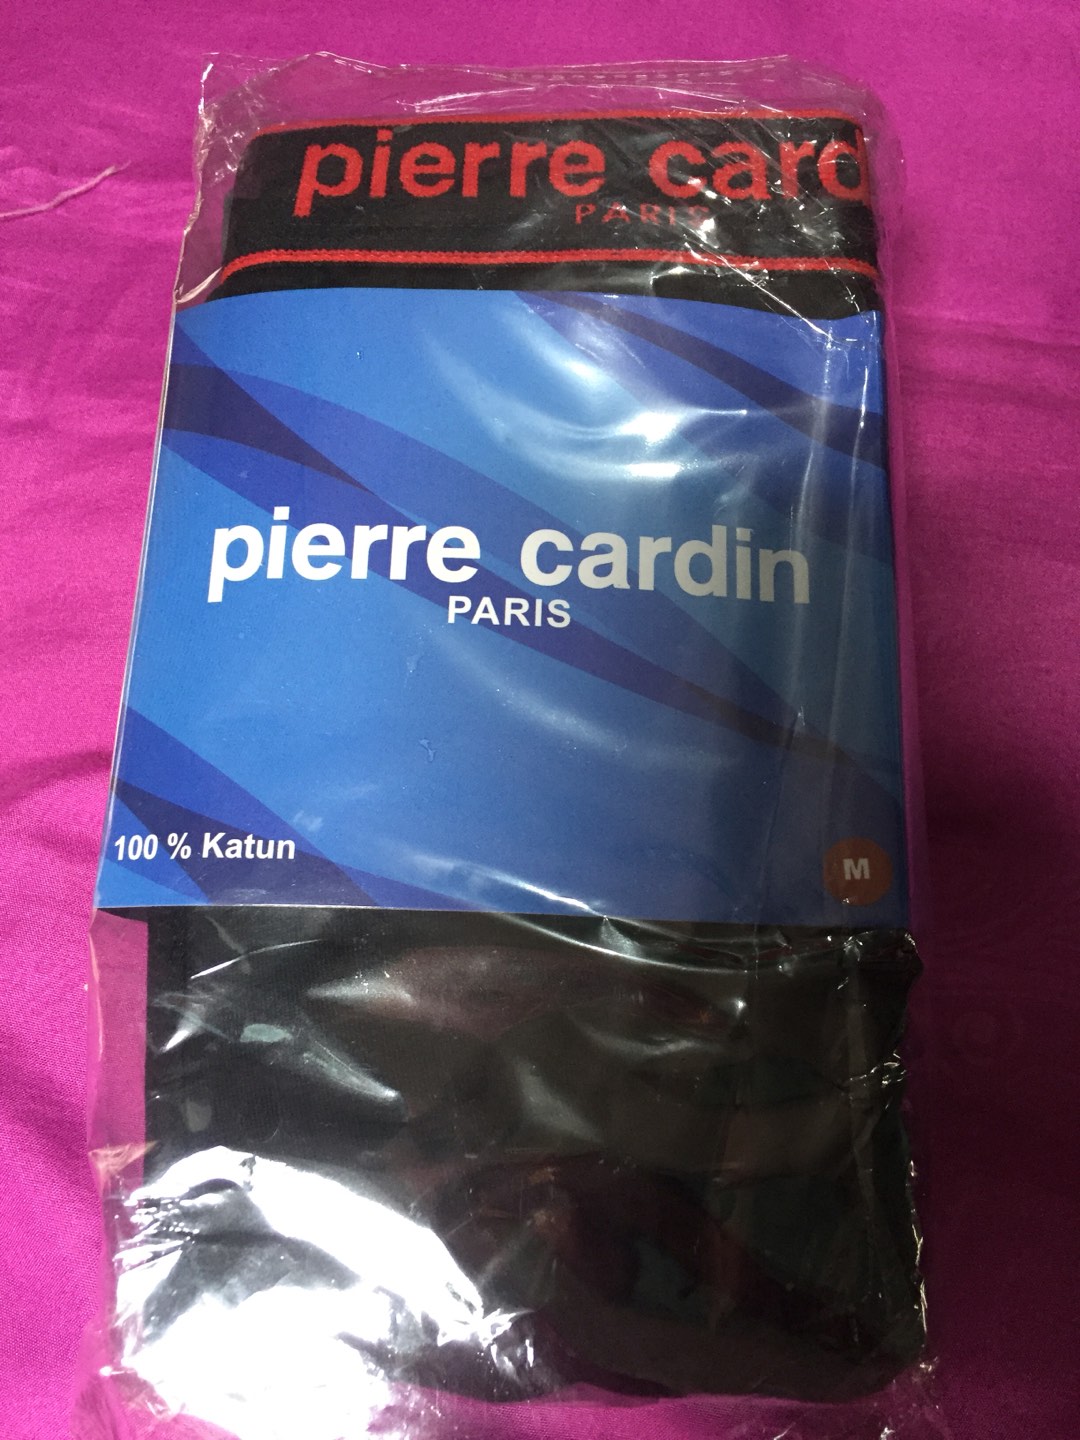 pierre card
PARIS
pierre cardin
PARIS
100 % Katun
M